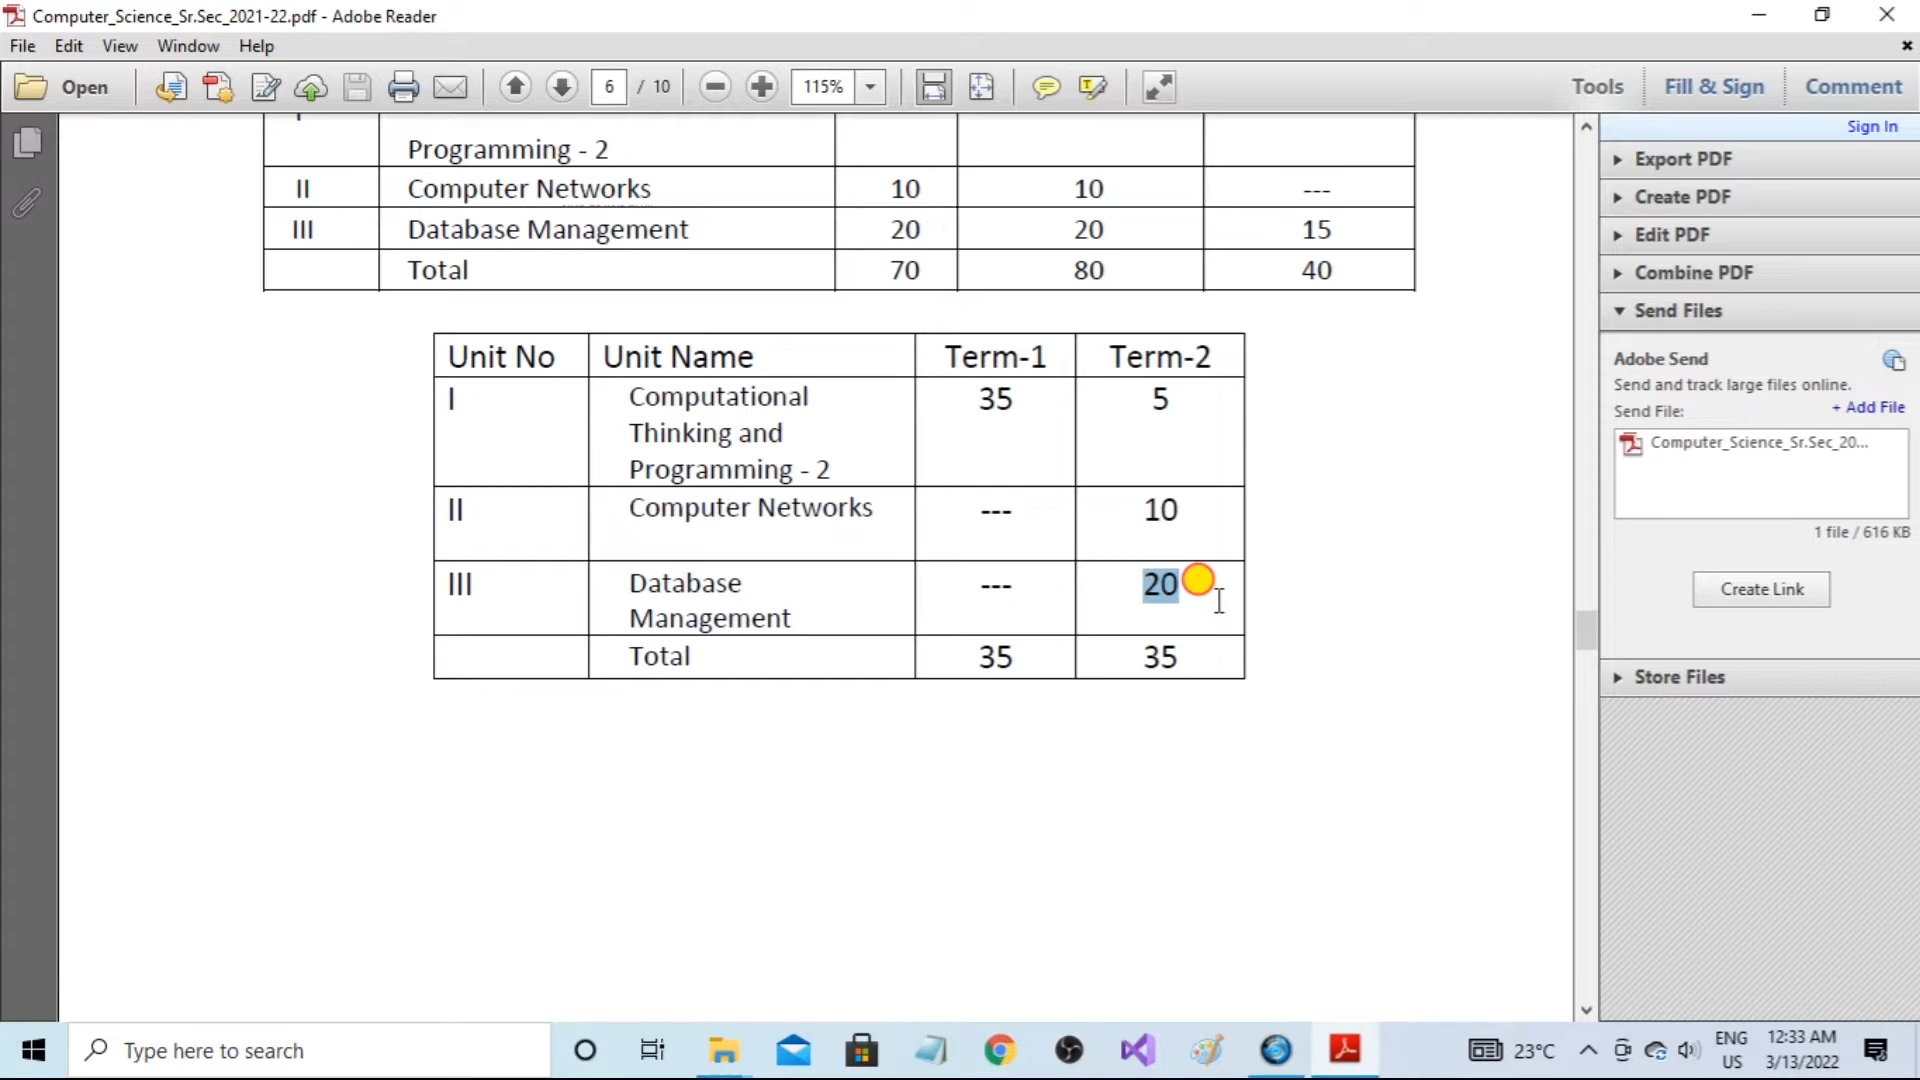 Computer_Science_Sr.Sec_2021-22.pdf - Adobe Reader
File Edit View Window Help
Open 6 / 10 115% Tools Fill & Sign Comment
Sign In
Programming - 2
II Computer Networks 10 10 ---
III Database Management 20 20 15
Total 70 80 40
Unit No Unit Name Term-1 Term-2
I Computational 35 5
Thinking and
Programming - 2
II Computer Networks --- 10
III Database --- 20
Management
Total 35 35
Export PDF
Create PDF
Edit PDF
Combine PDF
Send Files
Adobe Send
Send and track large files online.
Send File: + Add File
Computer_Science_Sr.Sec_20...
1 file / 616 KB
Create Link
Store Files
Type here to search
23°C ENG 12:33 AM
US 3/13/2022